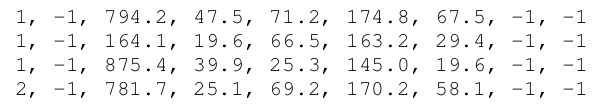 1, -1, 794.2, 47.5, 71.2, 174.8, 67.5, -1, -1
1, -1, 164.1, 19.6, 66.5, 163.2, 29.4, -1, -1
1, -1, 875.4, 39.9, 25.3, 145.0, 19.6, -1, -1
2, -1, 781.7, 25.1, 69.2, 170.2, 58.1, -1, -1